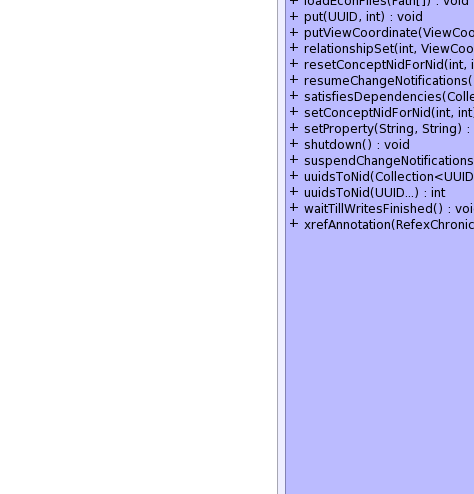 + loadEconFiles(Path[]) : void
+ put(UUID, int) : void
+ putViewCoordinate(ViewCoo
+ relationshipSet(int, ViewCoo
+ resetConceptNidForNid(int, i
+ resumeChangeNotifications(
+ satisfiesDependencies(Colle
+ setConceptNidForNid(int, int
+ setProperty(String, String) :
+ shutdown() : void
+ suspendChangeNotifications
+ uuidsToNid(Collection<UUID
+ uuidsToNid(UUID...) : int
+ waitTillWritesFinished() : voi
+ xrefAnnotation(RefexChronic